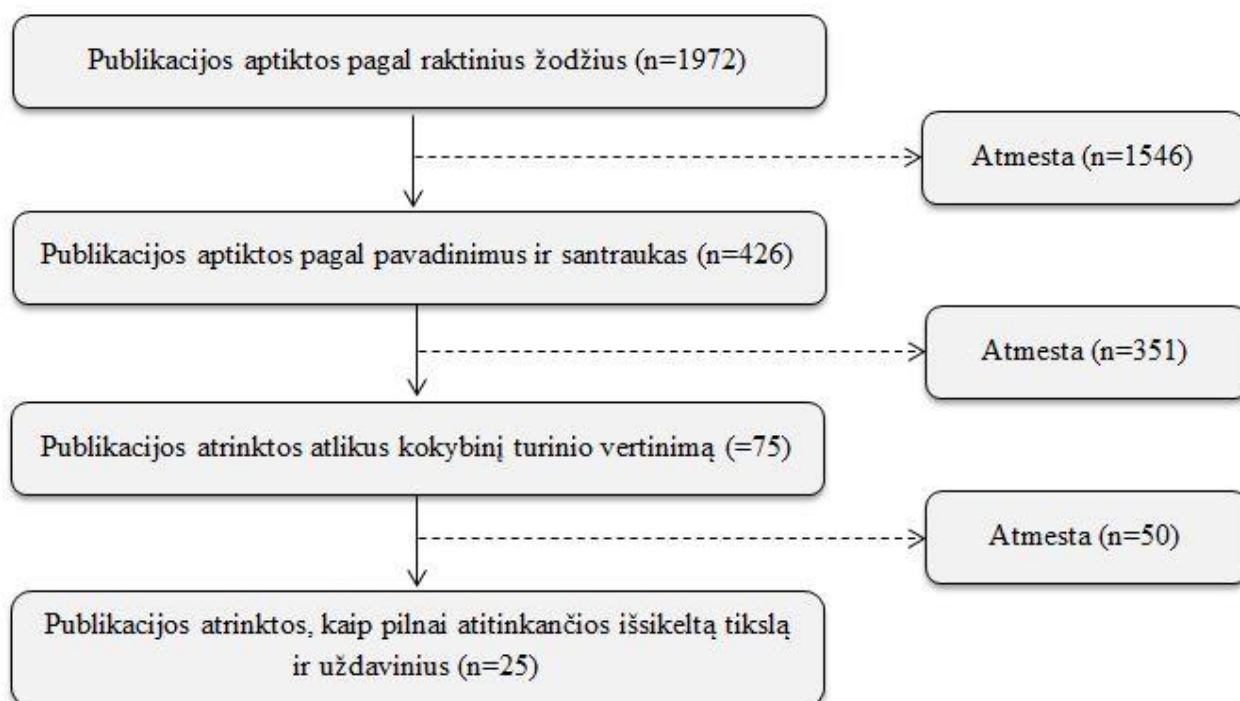 Publikacijos aptiktos pagal raktinius žodžius (n=1972)
Atmesta (n=1546)
Publikacijos aptiktos pagal pavadinimus ir santraukas (n=426)
Atmesta (n=351)
Publikacijos atrinktos atlikus kokybinį turinio vertinimą (=75)
Atmesta (n=50)
Publikacijos atrinktos, kaip pilnai atitinkančios išsikeltą tikslą
ir uždavinius (n=25)